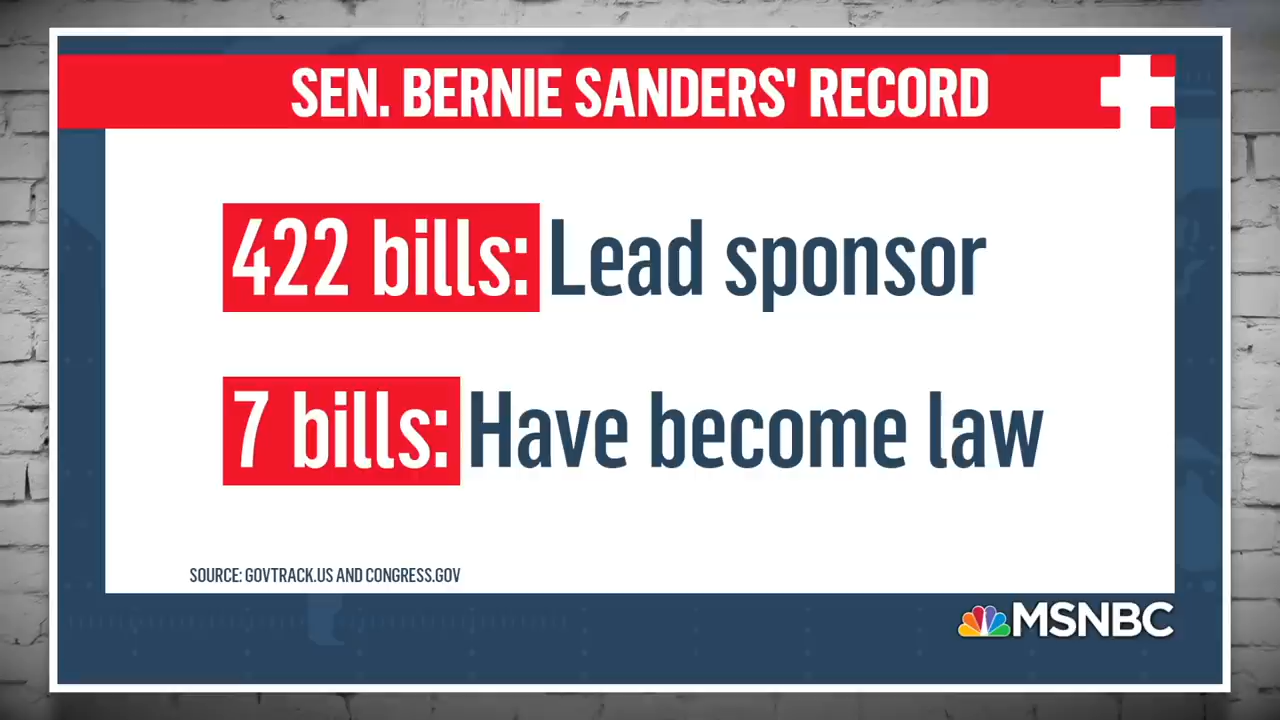 SEN. BERNIE SANDERS' RECORD
422 bills: Lead sponsor
7 bills: Have become law
SOURCE: GOVTRACK.US AND CONGRESS.GOV
MSNBC